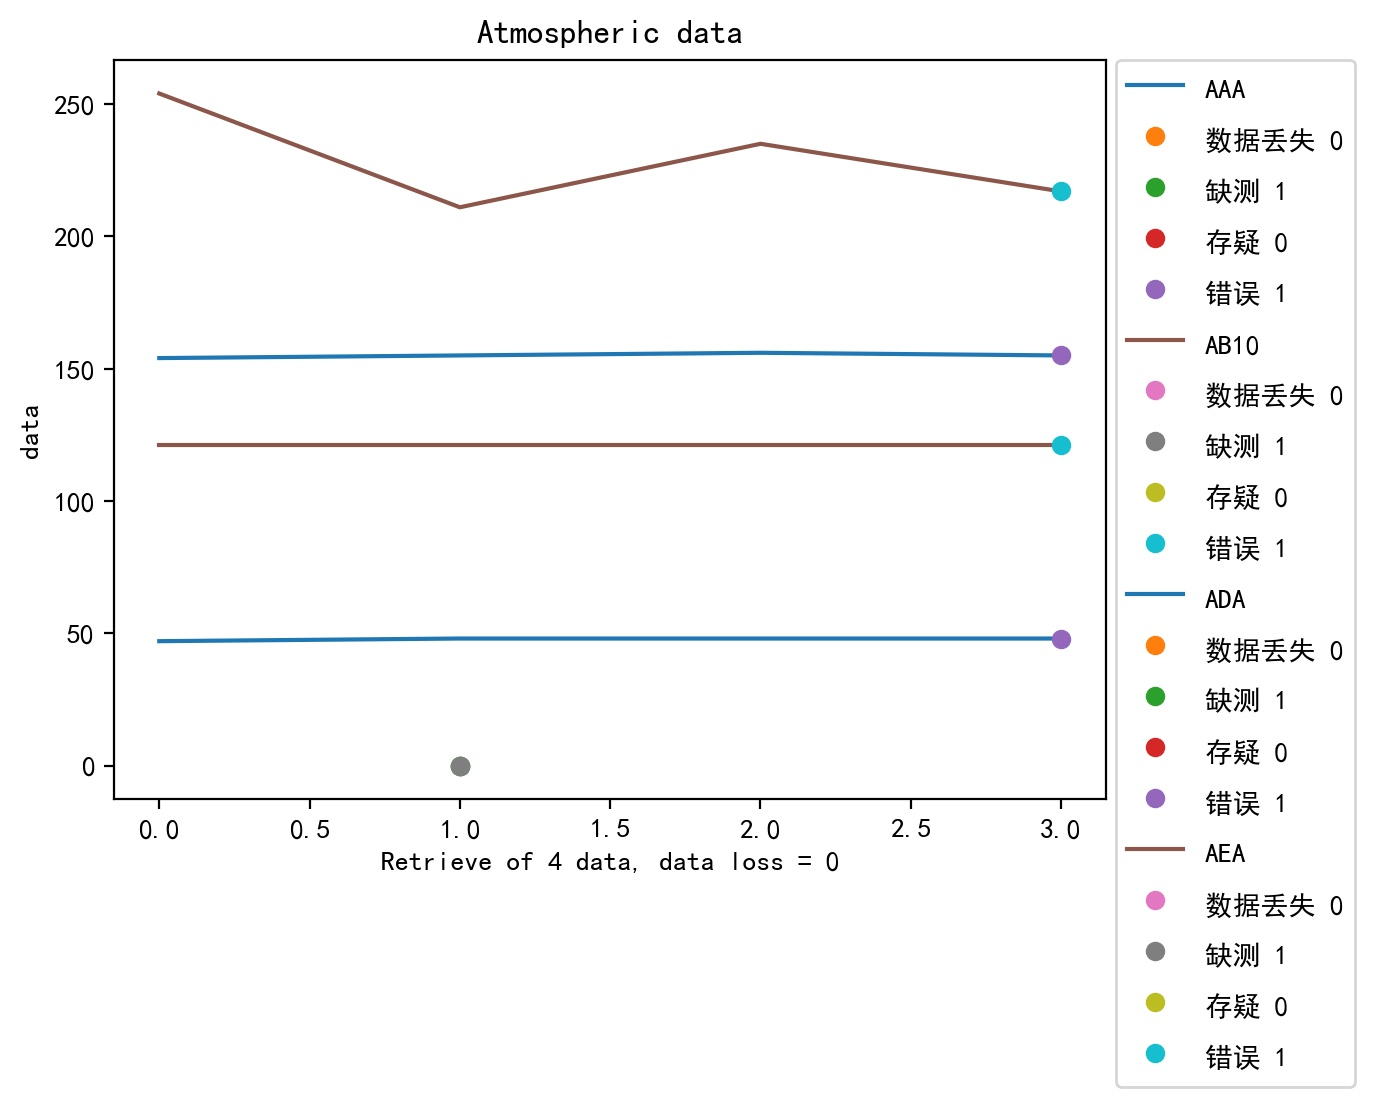 Atmospheric data
data
250
200
150
100
50
0
0.0 0.5 1.0 1.5 2.0 2.5 3.0
Retrieve of 4 data, data loss = 0
AAA
数据丢失 0
缺测 1
存疑 0
错误 1
AB10
数据丢失 0
缺测 1
存疑 0
错误 1
ADA
数据丢失 0
缺测 1
存疑 0
错误 1
AEA
数据丢失 0
缺测 1
存疑 0
错误 1